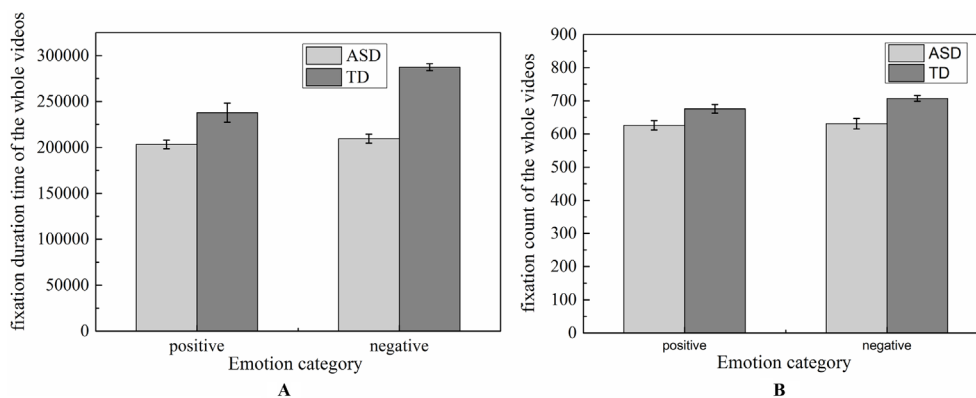 fixation duration time of the whole videos
300000
250000
200000
150000
100000
50000
0
ASD
TD
positive
negative
Emotion category
A
fixation count of the whole videos
900
800
700
600
500
400
300
200
100
0
ASD
TD
positive
negative
Emotion category
B